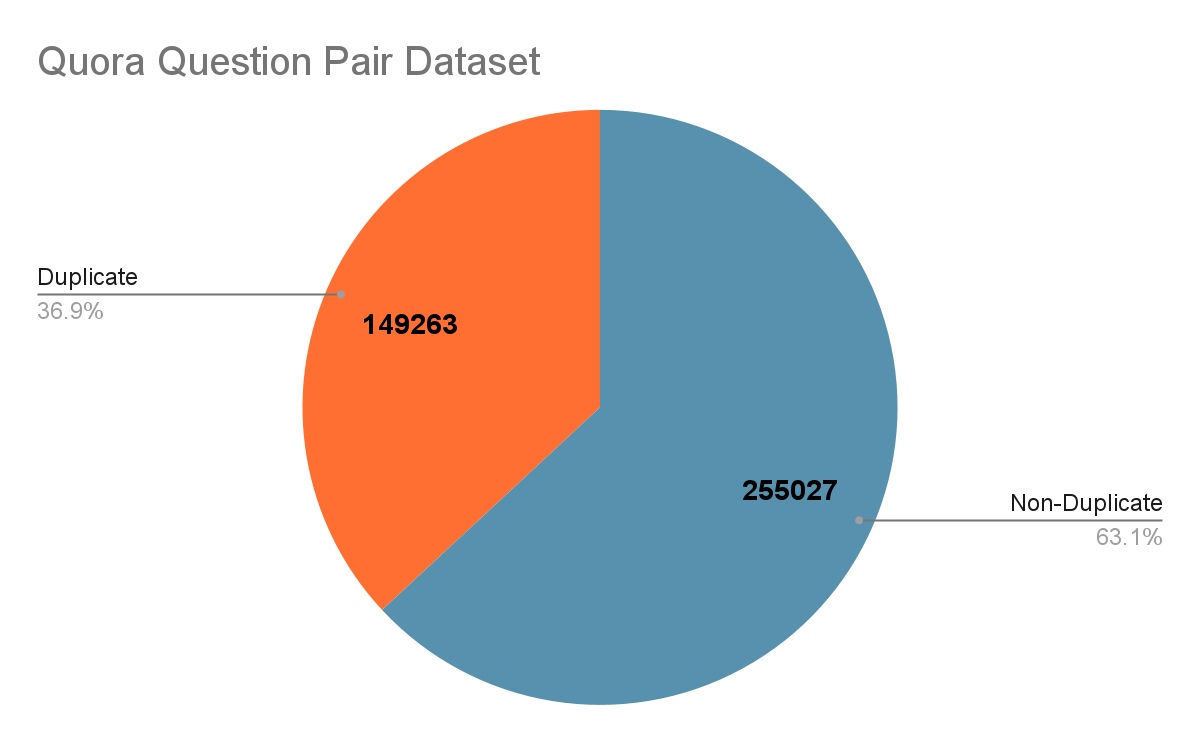 Quora Question Pair Dataset
Duplicate
36.9%
149263
255027
Non-Duplicate
63.1%